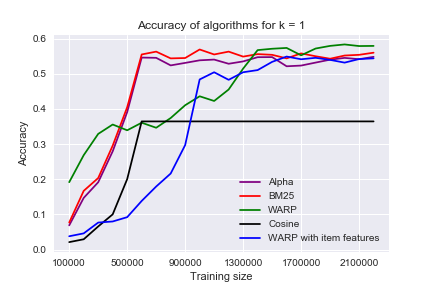 Accuracy of algorithms for k = 1
0.6
0.5
0.4
0.3
0.2
0.1
0.0
Accuracy
Alpha
BM25
WARP
Cosine
WARP with item features
100000 500000 900000 1300000 1700000 2100000
Training size